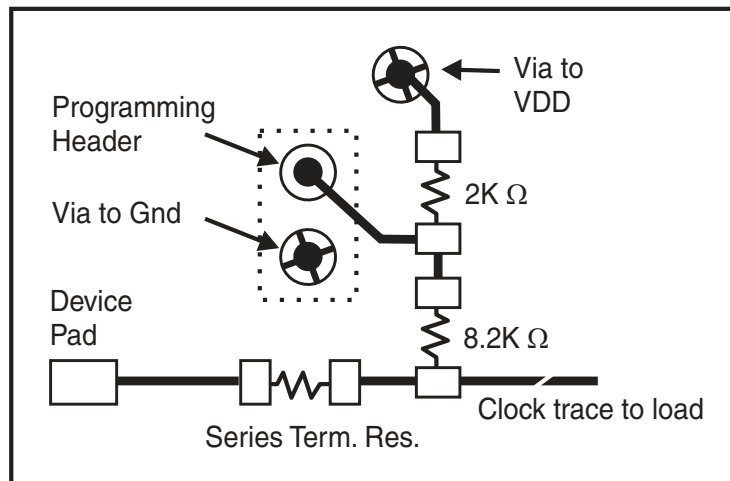 Via to
VDD
Programming
Header
2K Ω
Via to Gnd
Device
Pad
8.2K Ω
Clock trace to load
Series Term. Res.